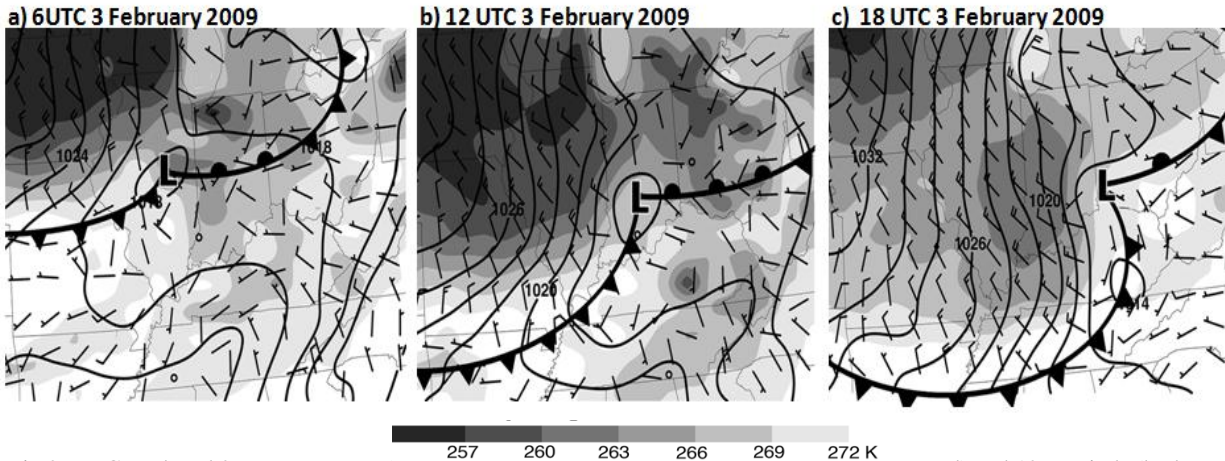 a) 6UTC 3 February 2009
b) 12 UTC 3 February 2009
c) 18 UTC 3 February 2009
1024
1018
1018
L
1026
1020
L
1032
1020
1026
1014
L
257 260 263 266 269 272 K